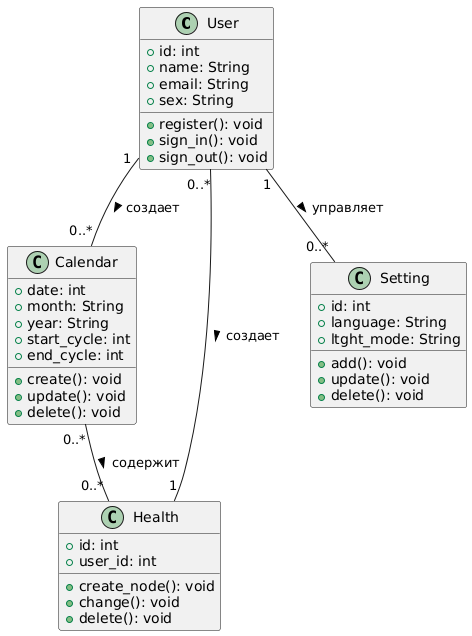 C User
+ id: int
+ name: String
+ email: String
+ sex: String
+ register(): void
+ sign_in(): void
+ sign_out(): void
1
0..*
1
создает
управляет
0..*
0..*
C Calendar
+ date: int
+ month: String
+ year: String
+ start_cycle: int
+ end_cycle: int
+ create(): void
+ update(): void
+ delete(): void
C Setting
+ id: int
+ language: String
+ ltght_mode: String
+ add(): void
+ update(): void
+ delete(): void
создает
0..*
содержит
0..*
1
C Health
+ id: int
+ user_id: int
+ create_node(): void
+ change(): void
+ delete(): void